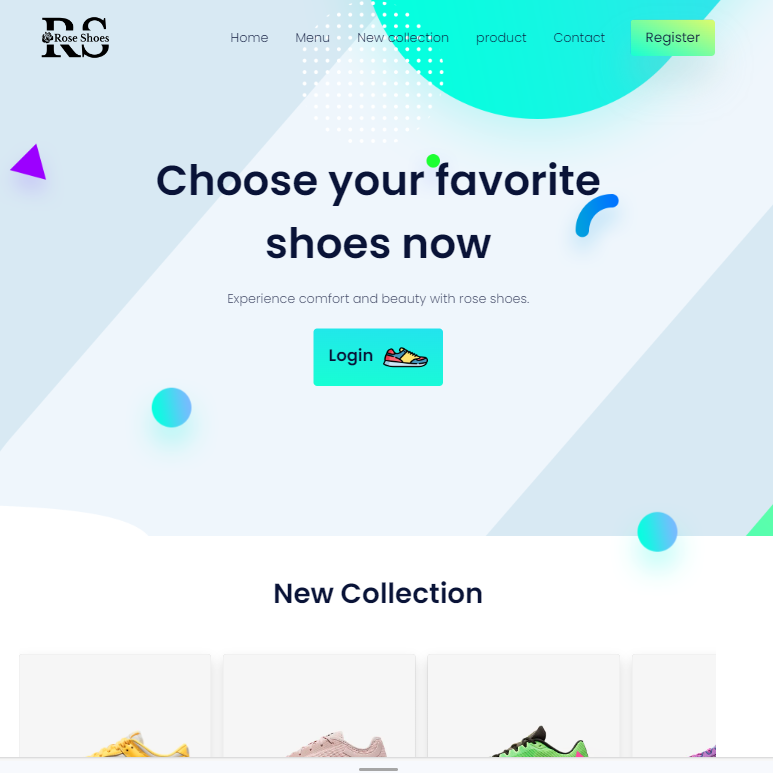 RS
Rose Shoes
Home Menu New collection product Contact Register
Choose your favorite
shoes now
Experience comfort and beauty with rose shoes.
Login
New Collection